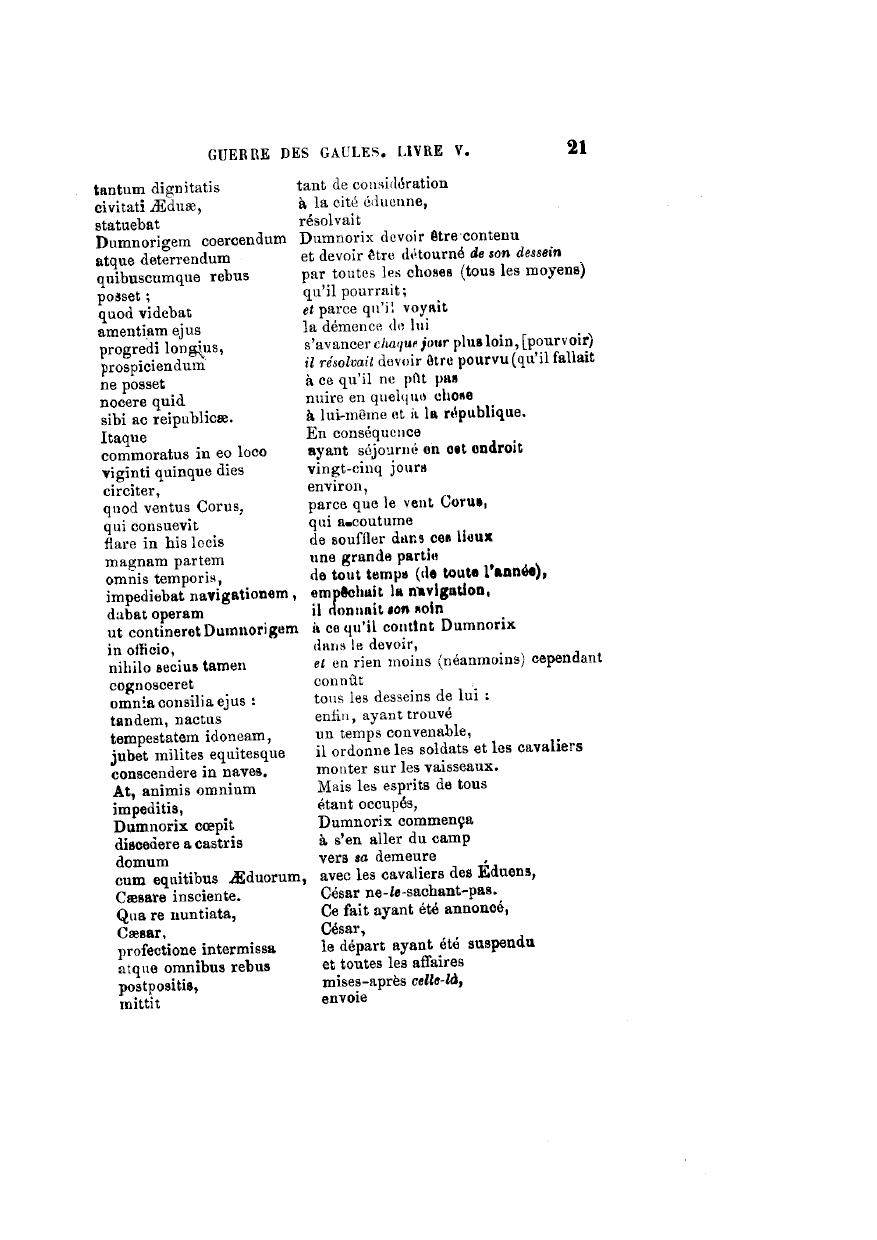 GUERRE DES GAULES. LIVRE V. 21
tantum dignitatis tant de considération
civitati Æduæ, à la cité éduenne,
statuebat résolvait
Dumnorigem coercendum Dumnorix devoir être contenu
atque deterrendum et devoir être détourné de son dessein
quibuscumque rebus par toutes les choses (tous les moyens)
posset ; qu'il pourrait;
quod videbat et parce qu'il voyait
amentiam ejus la démence de lui
progredi longius, s'avancer chaque jour plus loin, [pourvoir)
prospiciendum il résolvait devoir être pourvu (qu'il fallait
ne posset à ce qu'il ne pût pas
nocere quid nuire en quelque chose
sibi ac reipublicæ. à lui-même et à la république.
Itaque En conséquence
commoratus in eo loco ayant séjourné en cet endroit
viginti quinque dies vingt-cinq jours
circiter, environ,
quod ventus Corus, parce que le vent Corus,
qui consuevit qui a coutume
flare in his locis de souffler dans ces lieux
magnam partem une grande partie
omnis temporis, de tout temps (de toute l'année),
impediebat navigationem, empêchait la navigation,
dabat operam il donnait son soin
ut contineret Dumnorigem à ce qu'il contînt Dumnorix
in officio, dans le devoir,
nihilo secius tamen et en rien moins (néanmoins) cependant
cognosceret connût
omnia consilia ejus : tous les desseins de lui :
tandem, nactus enfin, ayant trouvé
tempestatem idoneam, un temps convenable,
jubet milites equitesque il ordonne les soldats et les cavaliers
conscendere in naves. monter sur les vaisseaux.
At, animis omnium Mais les esprits de tous
impeditis, étant occupés,
Dumnorix cœpit Dumnorix commença
discedere a castris à s'en aller du camp
domum vers sa demeure
cum equitibus Æduorum, avec les cavaliers des Éduens,
Cæsare insciente. César ne-le-sachant-pas.
Qua re nuntiata, Ce fait ayant été annoncé,
Cæsar, César,
profectione intermissa le départ ayant été suspendu
atque omnibus rebus et toutes les affaires
postpositis, mises-après celle-là,
mittit envoie